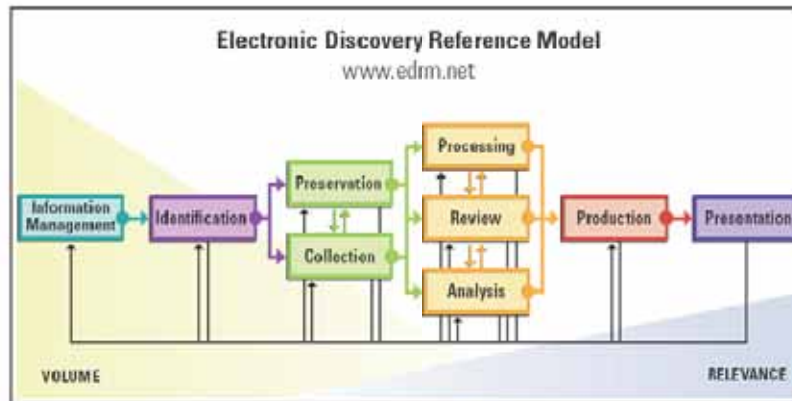 Electronic Discovery Reference Model
www.edrm.net
Processing
Preservation
Information
Management
Identification
Review
Production
Presentation
Collection
Analysis
VOLUME
RELEVANCE